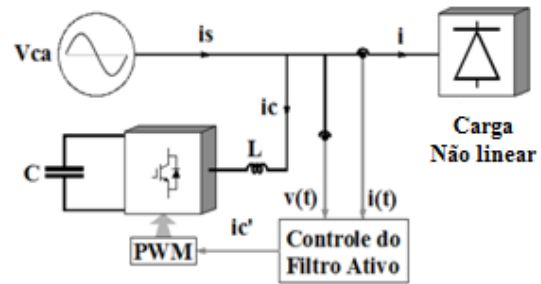 Vca
is
i
ic
Carga
Não linear
C
L
v(t)
i(t)
ic'
PWM
Controle do
Filtro Ativo